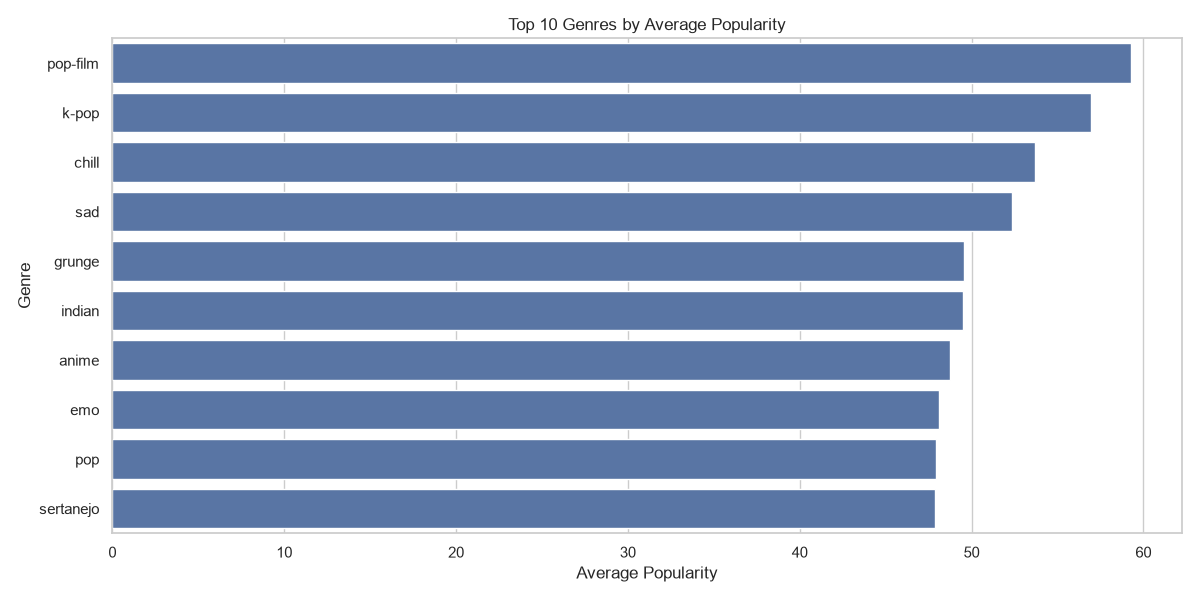 Top 10 Genres by Average Popularity
Genre
pop-film
k-pop
chill
sad
grunge
indian
anime
emo
pop
sertanejo
0 10 20 30 40 50 60
Average Popularity